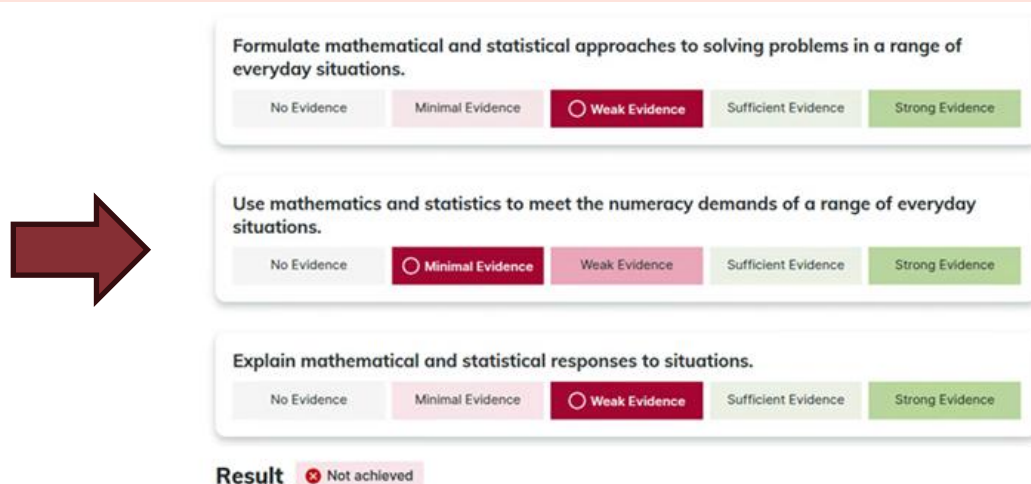 Formulate mathematical and statistical approaches to solving problems in a range of
everyday situations.
No Evidence Minimal Evidence Weak Evidence Sufficient Evidence Strong Evidence
Use mathematics and statistics to meet the numeracy demands of a range of everyday
situations.
No Evidence Minimal Evidence Weak Evidence Sufficient Evidence Strong Evidence
Explain mathematical and statistical responses to situations.
No Evidence Minimal Evidence Weak Evidence Sufficient Evidence Strong Evidence
Result Not achieved